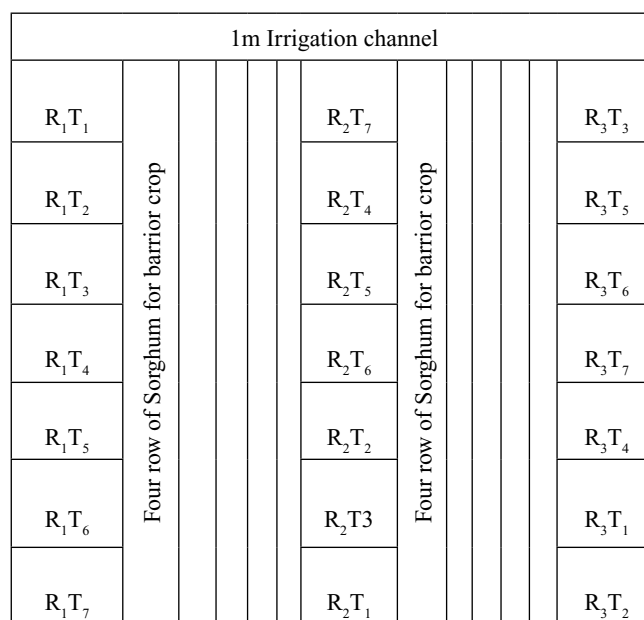 1m Irrigation channel
R₁T₁ R₂T₇ R₃T₃
R₁T₂ R₂T₄ R₃T₅
R₁T₃ R₂T₅ R₃T₆
R₁T₄ R₂T₆ R₃T₇
R₁T₅ R₂T₂ R₃T₄
R₁T₆ R₂T3 R₃T₁
R₁T₇ R₂T₁ R₃T₂
Four row of Sorghum for barrior crop
Four row of Sorghum for barrior crop